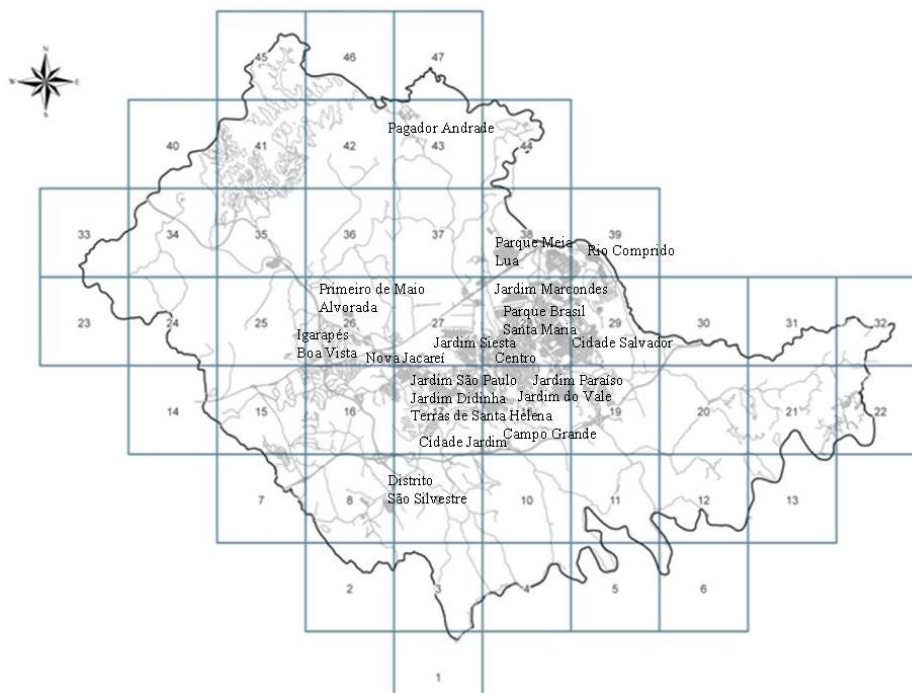 45 46 47
N
W E
S
Pagador Andrade
40 41 42 43 44
Parque Meia
Lua
Rio Comprido
33 34 35 36 37 38 39
Primeiro de Maio
Alvorada
Jardim Marcondes
Parque Brasil
Santa Maria
23 24 25 26 27 29 30 31 32
Igarapés
Boa Vista
Jardim Siesta
Cidade Salvador
Nova Jacareí
Centro
Jardim São Paulo
Jardim Paraíso
Jardim Didinha
Jardim do Vale
14 15 16 19 20 21 22
Terras de Santa Helena
Cidade Jardim
Campo Grande
Distrito
São Silvestre
7 8 10 11 12 13
2 3 4 5 6
1